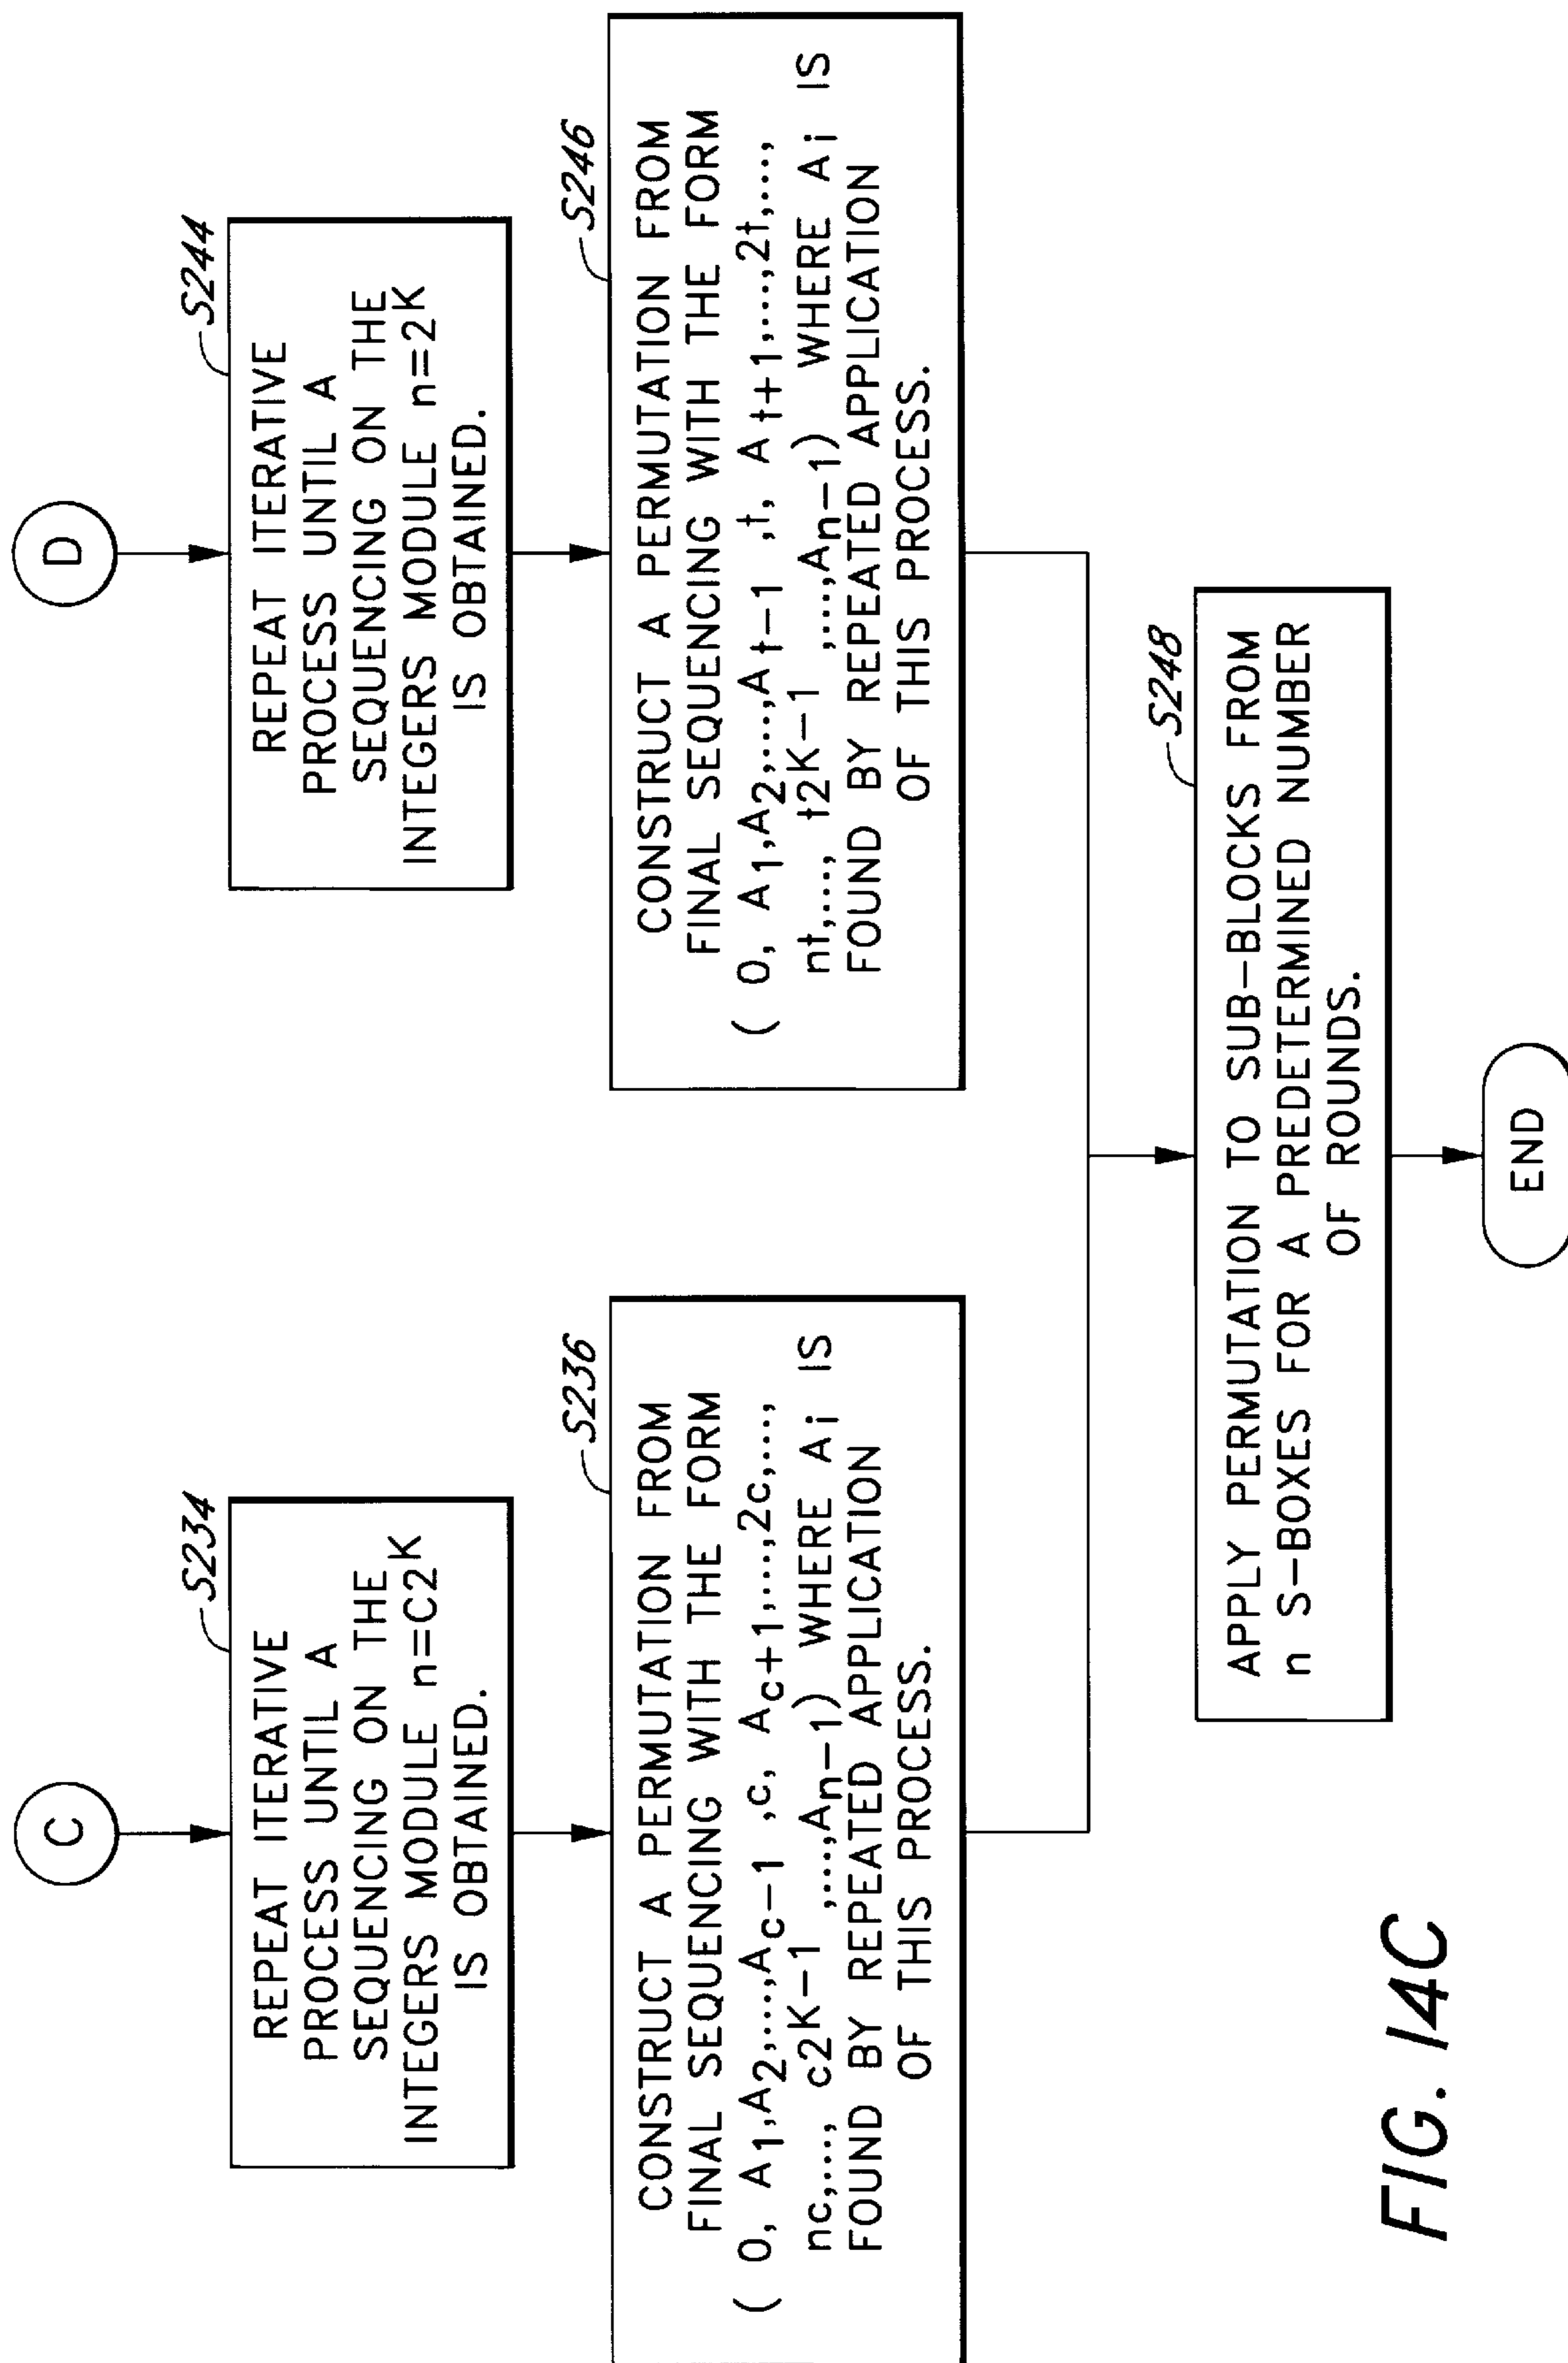 C
S234
REPEAT ITERATIVE
PROCESS UNTIL A
SEQUENCING ON THE
INTEGERS MODULE n=C2K
IS OBTAINED.
S236
CONSTRUCT A PERMUTATION FROM
FINAL SEQUENCING WITH THE FORM
( 0, A1,A2,...,Ac-1 ,c, Ac+1,...,2c,...,
nc,..., c2K-1 ,...,An-1) WHERE Ai IS
FOUND BY REPEATED APPLICATION
OF THIS PROCESS.
D
S244
REPEAT ITERATIVE
PROCESS UNTIL A
SEQUENCING ON THE
INTEGERS MODULE n=2K
IS OBTAINED.
S246
CONSTRUCT A PERMUTATION FROM
FINAL SEQUENCING WITH THE FORM
( 0, A1,A2,...,At-1 ,t, At+1,...,2t,...,
nt,..., t2K-1 ,...,An-1) WHERE Ai IS
FOUND BY REPEATED APPLICATION
OF THIS PROCESS.
S248
APPLY PERMUTATION TO SUB-BLOCKS FROM
n S-BOXES FOR A PREDETERMINED NUMBER
OF ROUNDS.
END
FIG. 14C